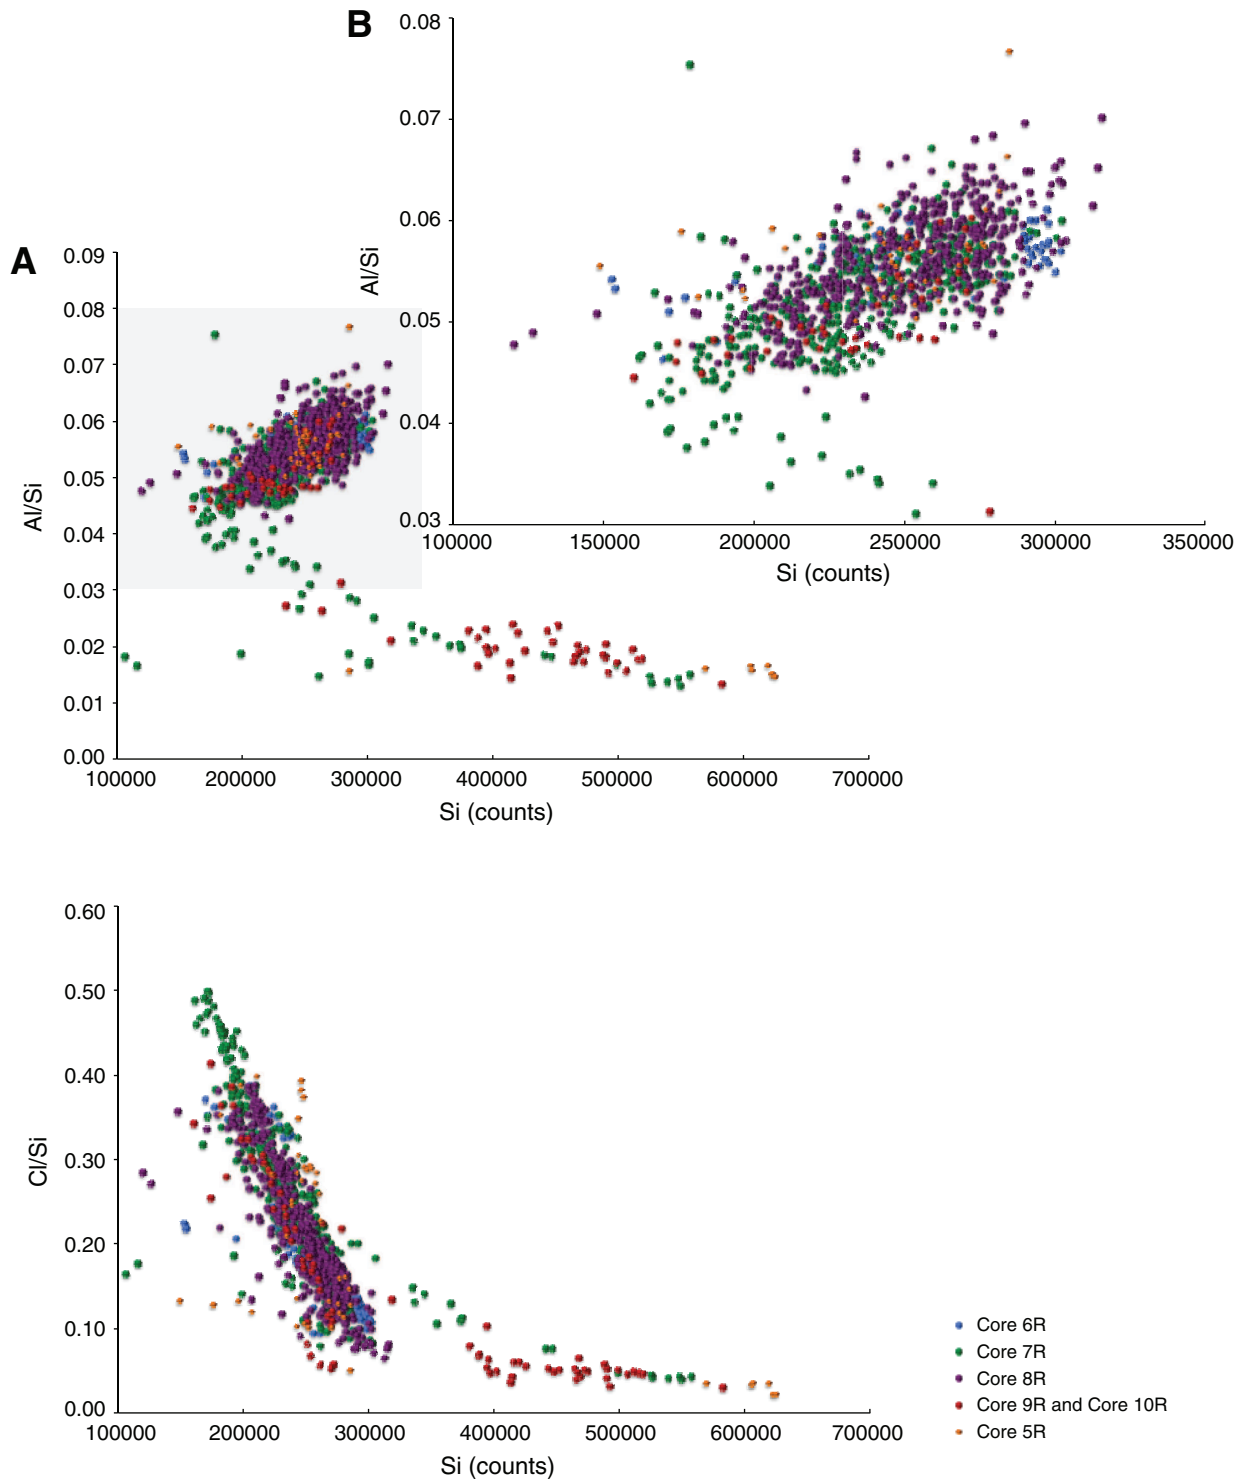 B
0.08
0.07
0.06
0.05
0.04
0.03
Al/Si
100000 150000 200000 250000 300000 350000
Si (counts)
A
0.09
0.08
0.07
0.06
0.05
0.04
0.03
0.02
0.01
0.00
Al/Si
100000 200000 300000 400000 500000 600000 700000
Si (counts)
0.60
0.50
0.40
0.30
0.20
0.10
0.00
Cl/Si
100000 200000 300000 400000 500000 600000 700000
Si (counts)
Core 6R
Core 7R
Core 8R
Core 9R and Core 10R
Core 5R